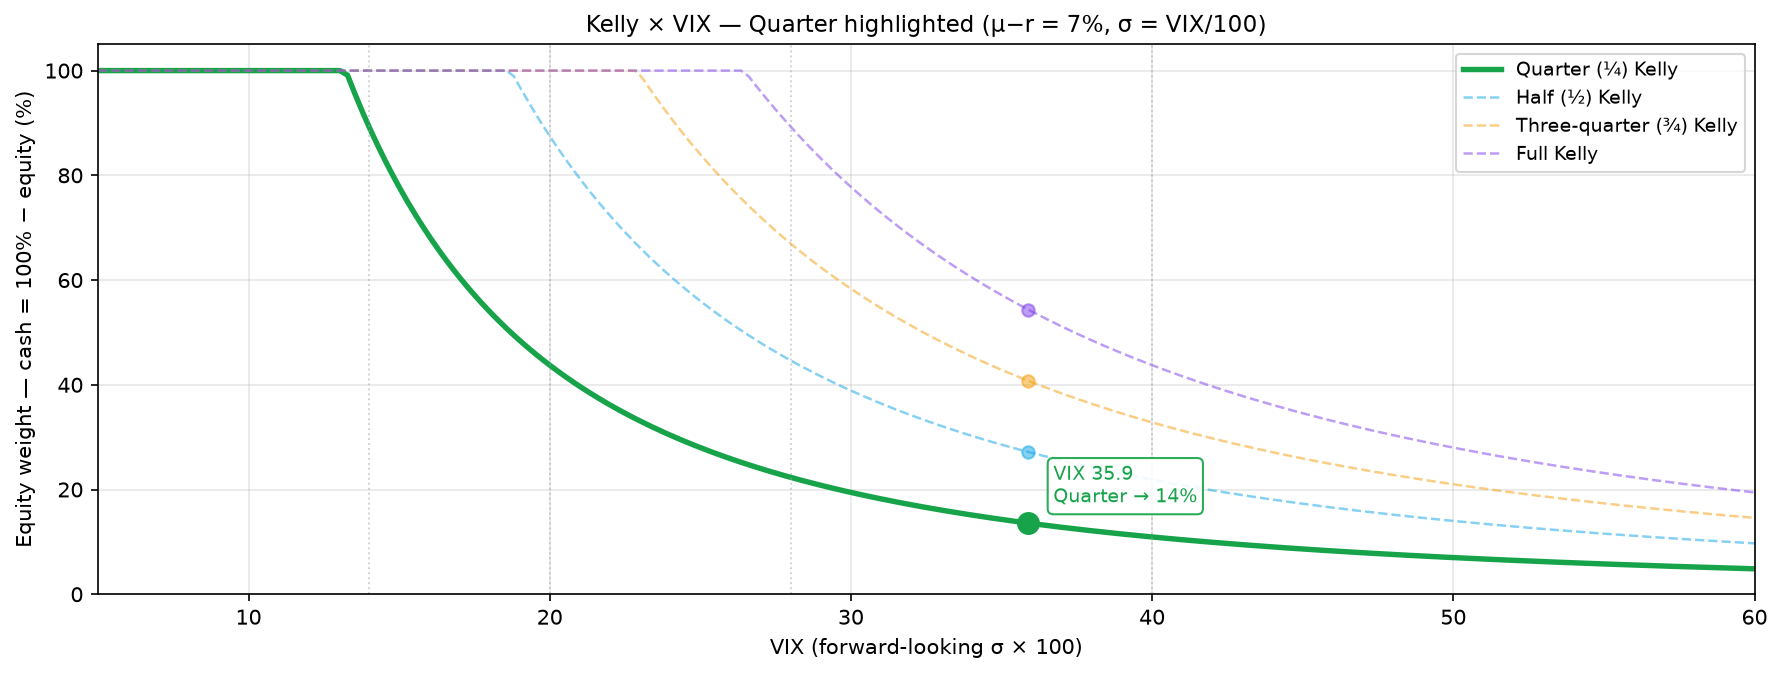 Kelly × VIX — Quarter highlighted (μ−r = 7%, σ = VIX/100)
Equity weight — cash = 100% − equity (%)
100
80
60
40
20
0
Quarter (¼) Kelly
Half (½) Kelly
Three-quarter (¾) Kelly
Full Kelly
VIX 35.9
Quarter → 14%
10
20
30
40
50
60
VIX (forward-looking σ × 100)